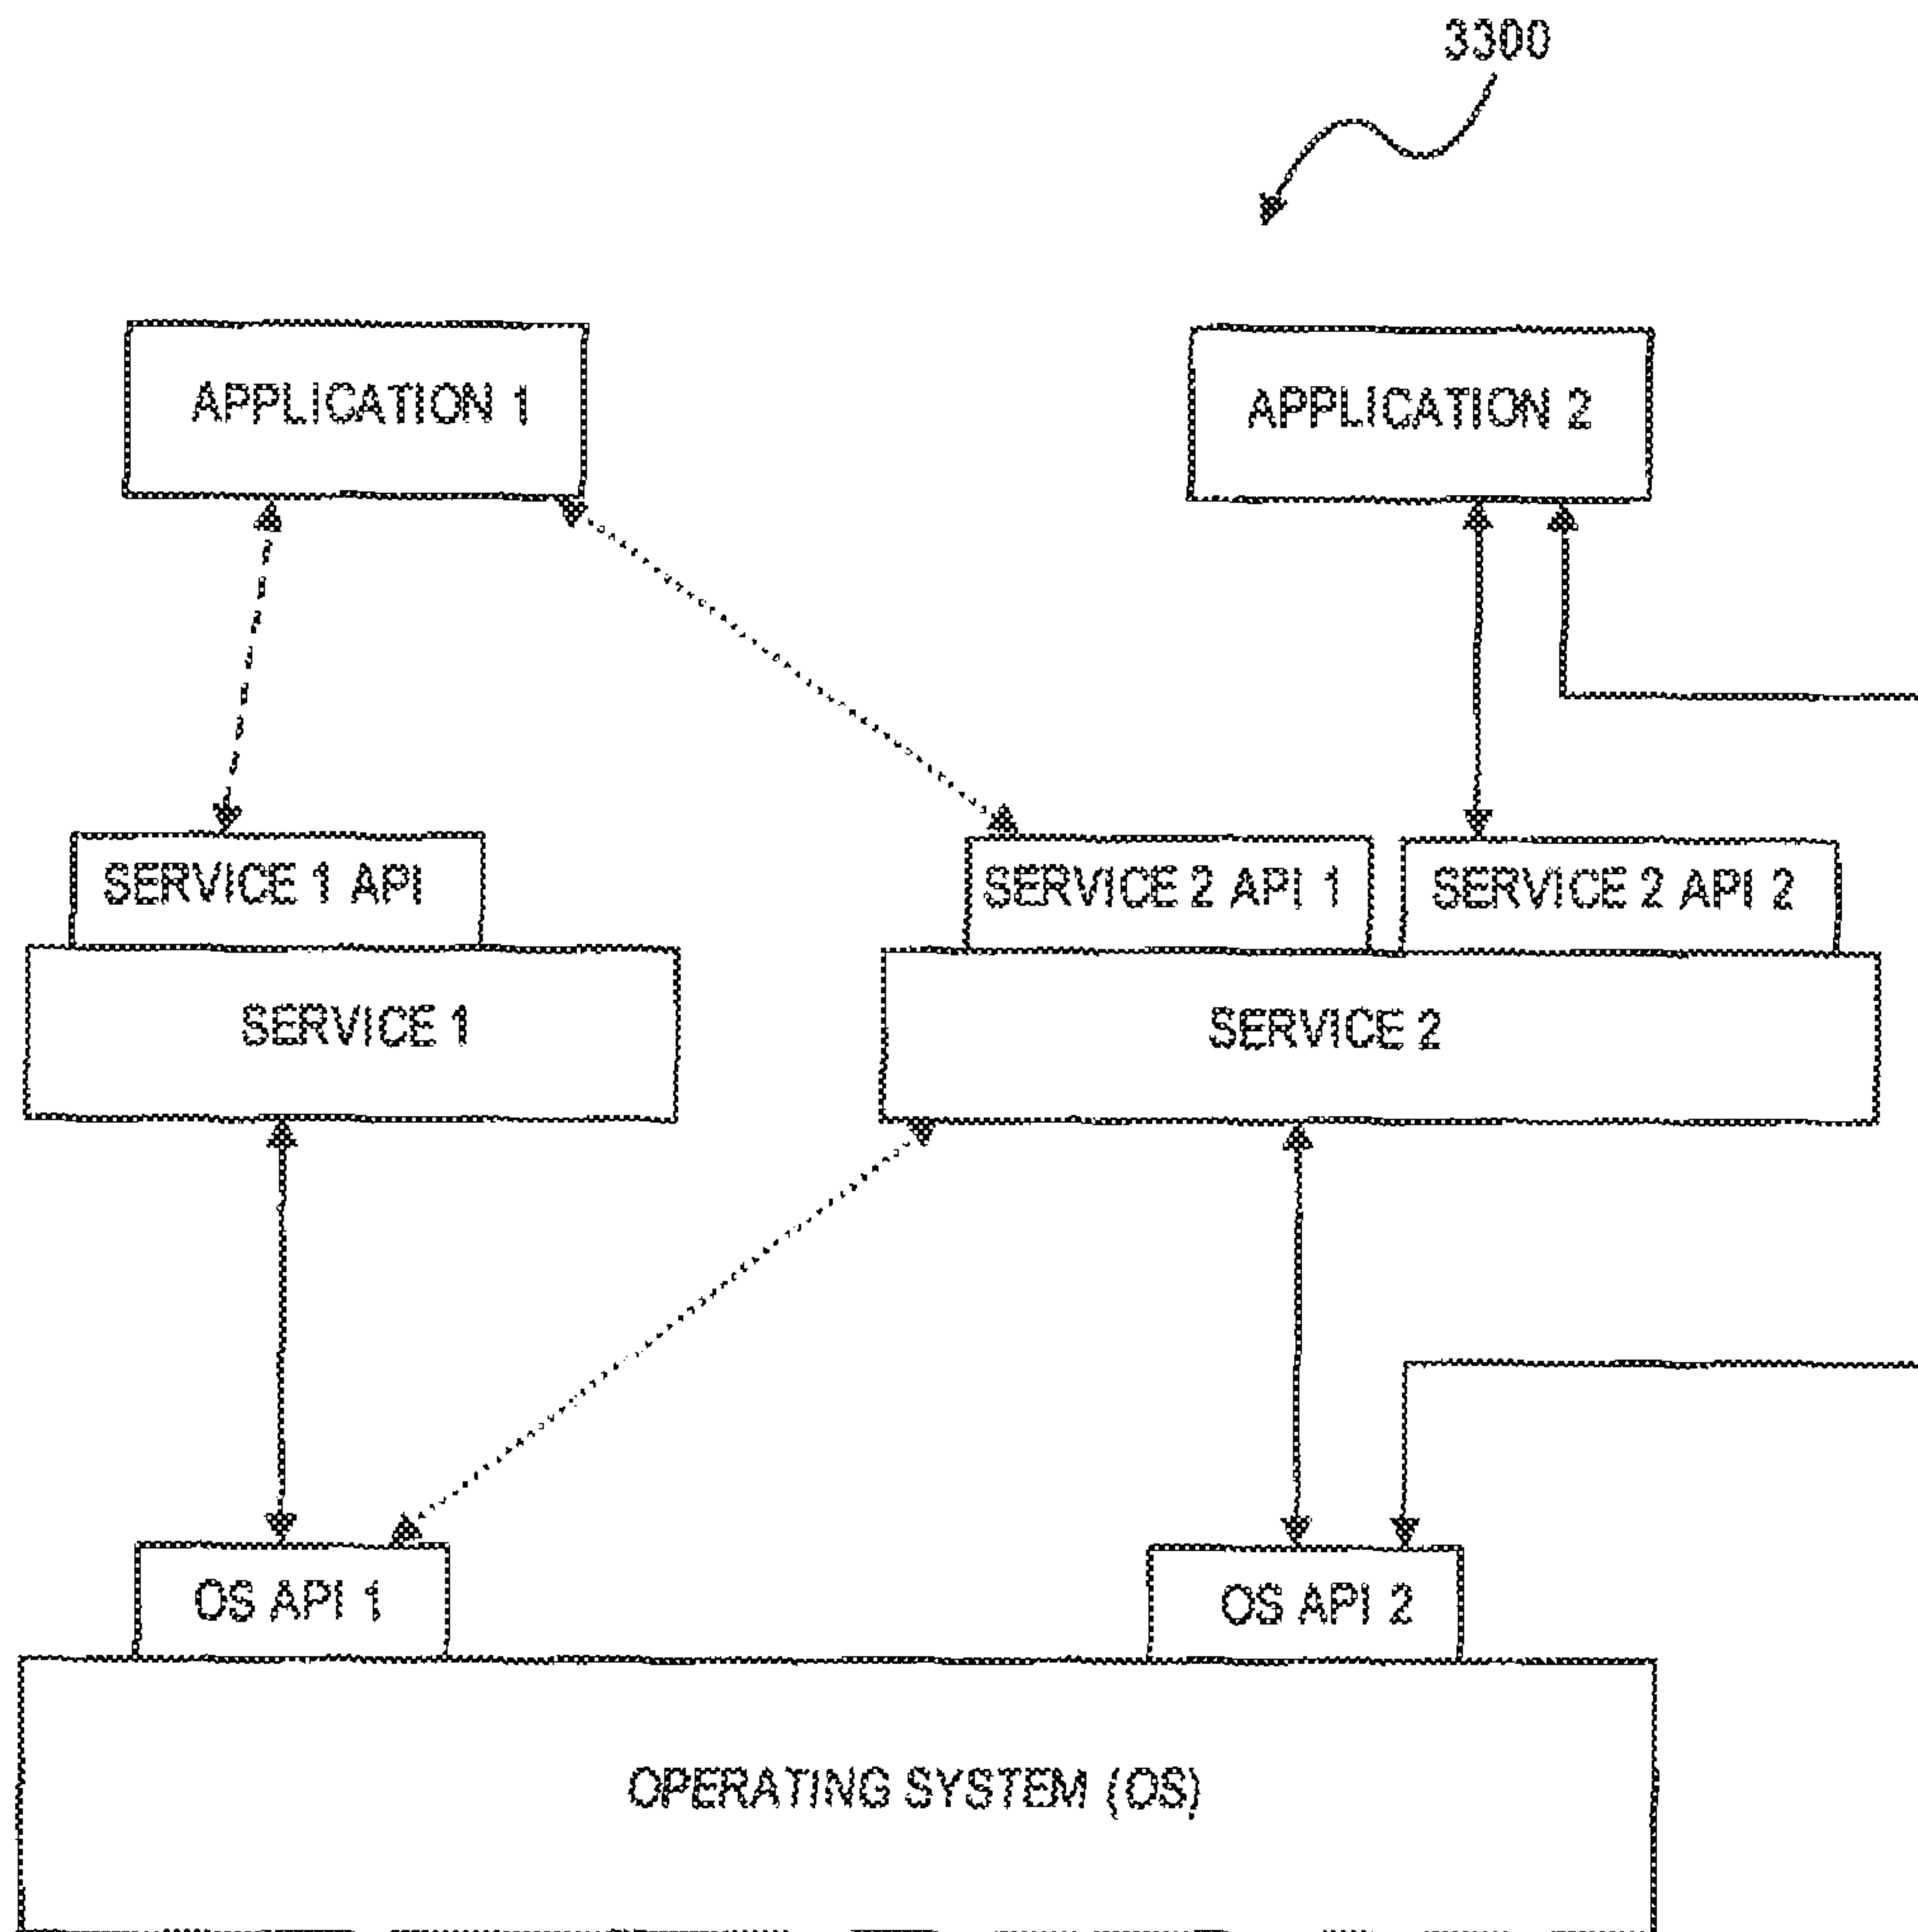 3300
APPLICATION 1
APPLICATION 2
SERVICE 1 API
SERVICE 2 API 1
SERVICE 2 API 2
SERVICE 1
SERVICE 2
OS API 1
OS API 2
OPERATING SYSTEM (OS)